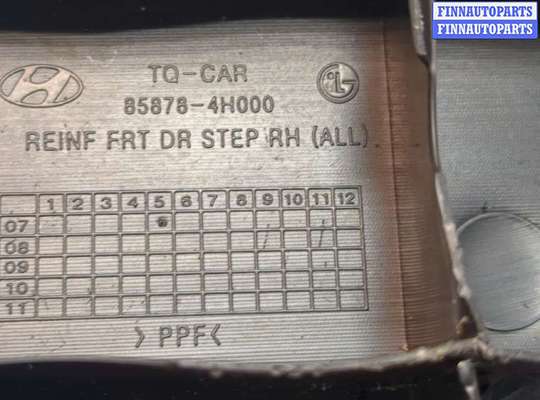 FINNAUTOPARTS
FINNAUTOPARTS
TQ-CAR
85878-4H000
REINF FRT DR STEP RH (ALL)
1 2 3 4 5 6 7 8 9 10 11 12
07
08
09
10
11
>PPF<